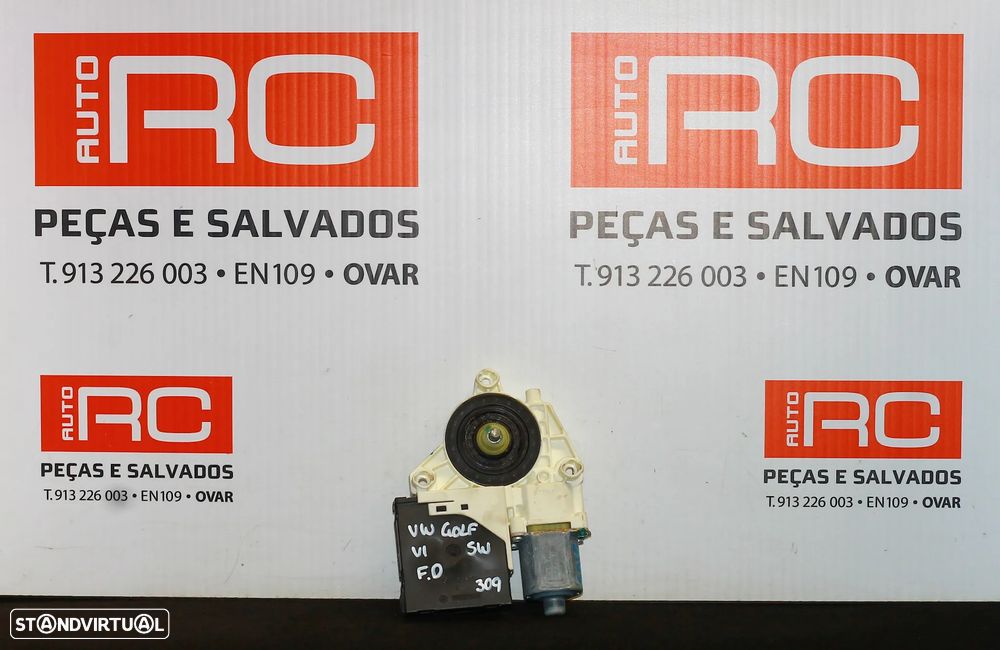 AUTO RC
PEÇAS E SALVADOS
T. 913 226 003 • EN109 • OVAR
AUTO RC
PEÇAS E SALVADOS
T. 913 226 003 • EN109 • OVAR
AUTO RC
PEÇAS E SALVADOS
T. 913 226 003 • EN109 • OVAR
AUTO RC
PEÇAS E SALVADOS
T. 913 226 003 • EN109 • OVAR
VW GOLF
VI SW
F.D
309
STANDVIRTUAL